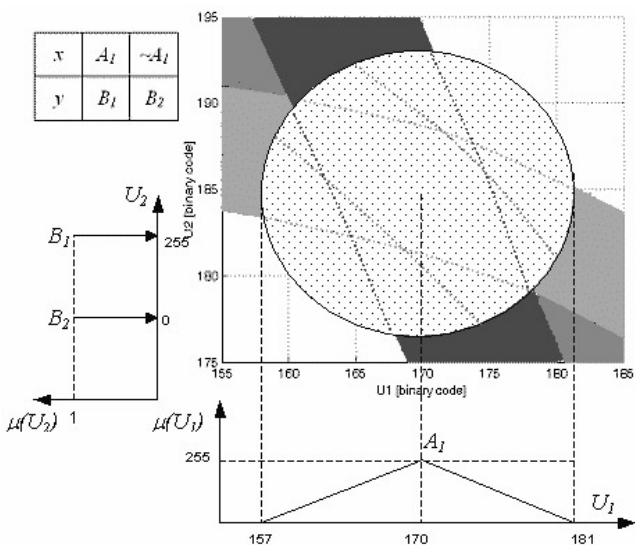 x A₁ ~A₁
y B₁ B₂
195
190
185
180
175
U2 [binary code]
155 160 165 170 175 180 185
U1 [binary code]
U₂
B₁ 255
B₂ 0
μ(U₂) 1
μ(U₁)
A₁
255
U₁
157 170 181